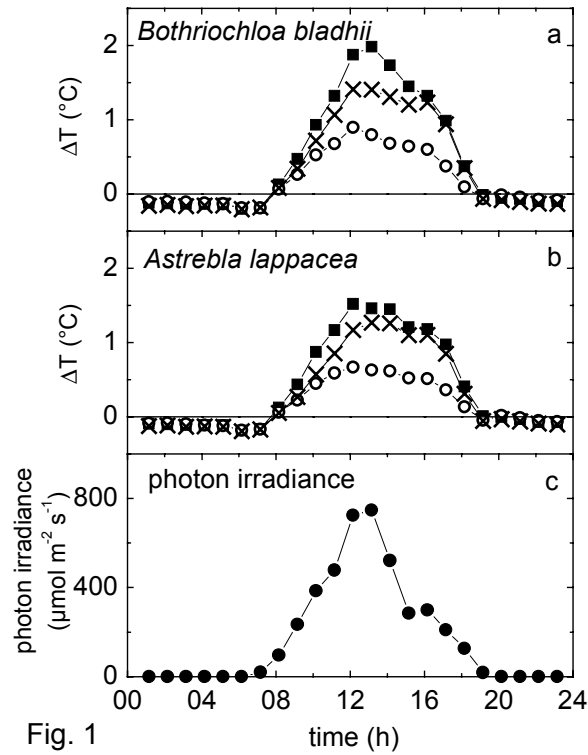 Bothriochloa bladhii a
2
1
0
ΔT (°C)
Astrebla lappacea b
2
1
0
ΔT (°C)
photon irradiance c
800
400
0
photon irradiance
(μmol m⁻² s⁻¹)
00 04 08 12 16 20 24
Fig. 1 time (h)